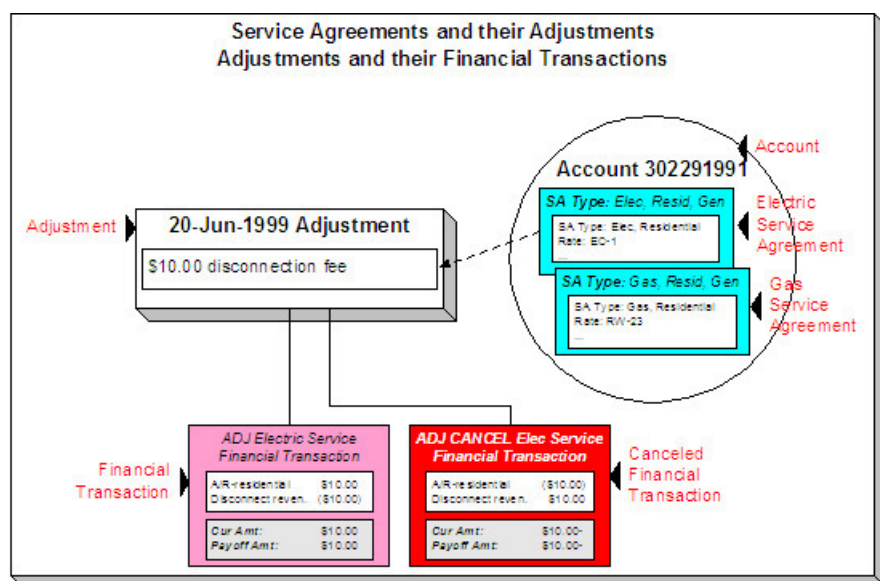 Service Agreements and their Adjustments
Adjustments and their Financial Transactions
Account
Account 302291991
SA Type: Elec, Resid, Gen
SA Type: Elec, Residential
Rate: EC-1
...
Electric
Service
Agreement
Adjustment
20-Jun-1999 Adjustment
$10.00 disconnection fee
SA Type: Gas, Resid, Gen
SA Type: Gas, Residential
Rate: RW-23
...
Gas
Service
Agreement
ADJ Electric Service
Financial Transaction
A/R-residential $10.00
Disconnect reven. ($10.00)
Cur Amt: $10.00
Payoff Amt: $10.00
Financial
Transaction
ADJ CANCEL Elec Service
Financial Transaction
A/R-residential ($10.00)
Disconnect reven. $10.00
Cur Amt: $10.00-
Payoff Amt: $10.00-
Canceled
Financial
Transaction